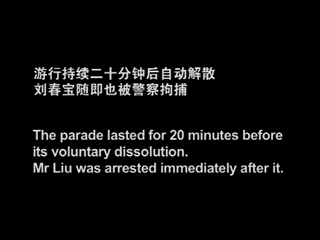 游行持续二十分钟后自动解散
刘春宝随即也被警察拘捕
The parade lasted for 20 minutes before
its voluntary dissolution.
Mr Liu was arrested immediately after it.